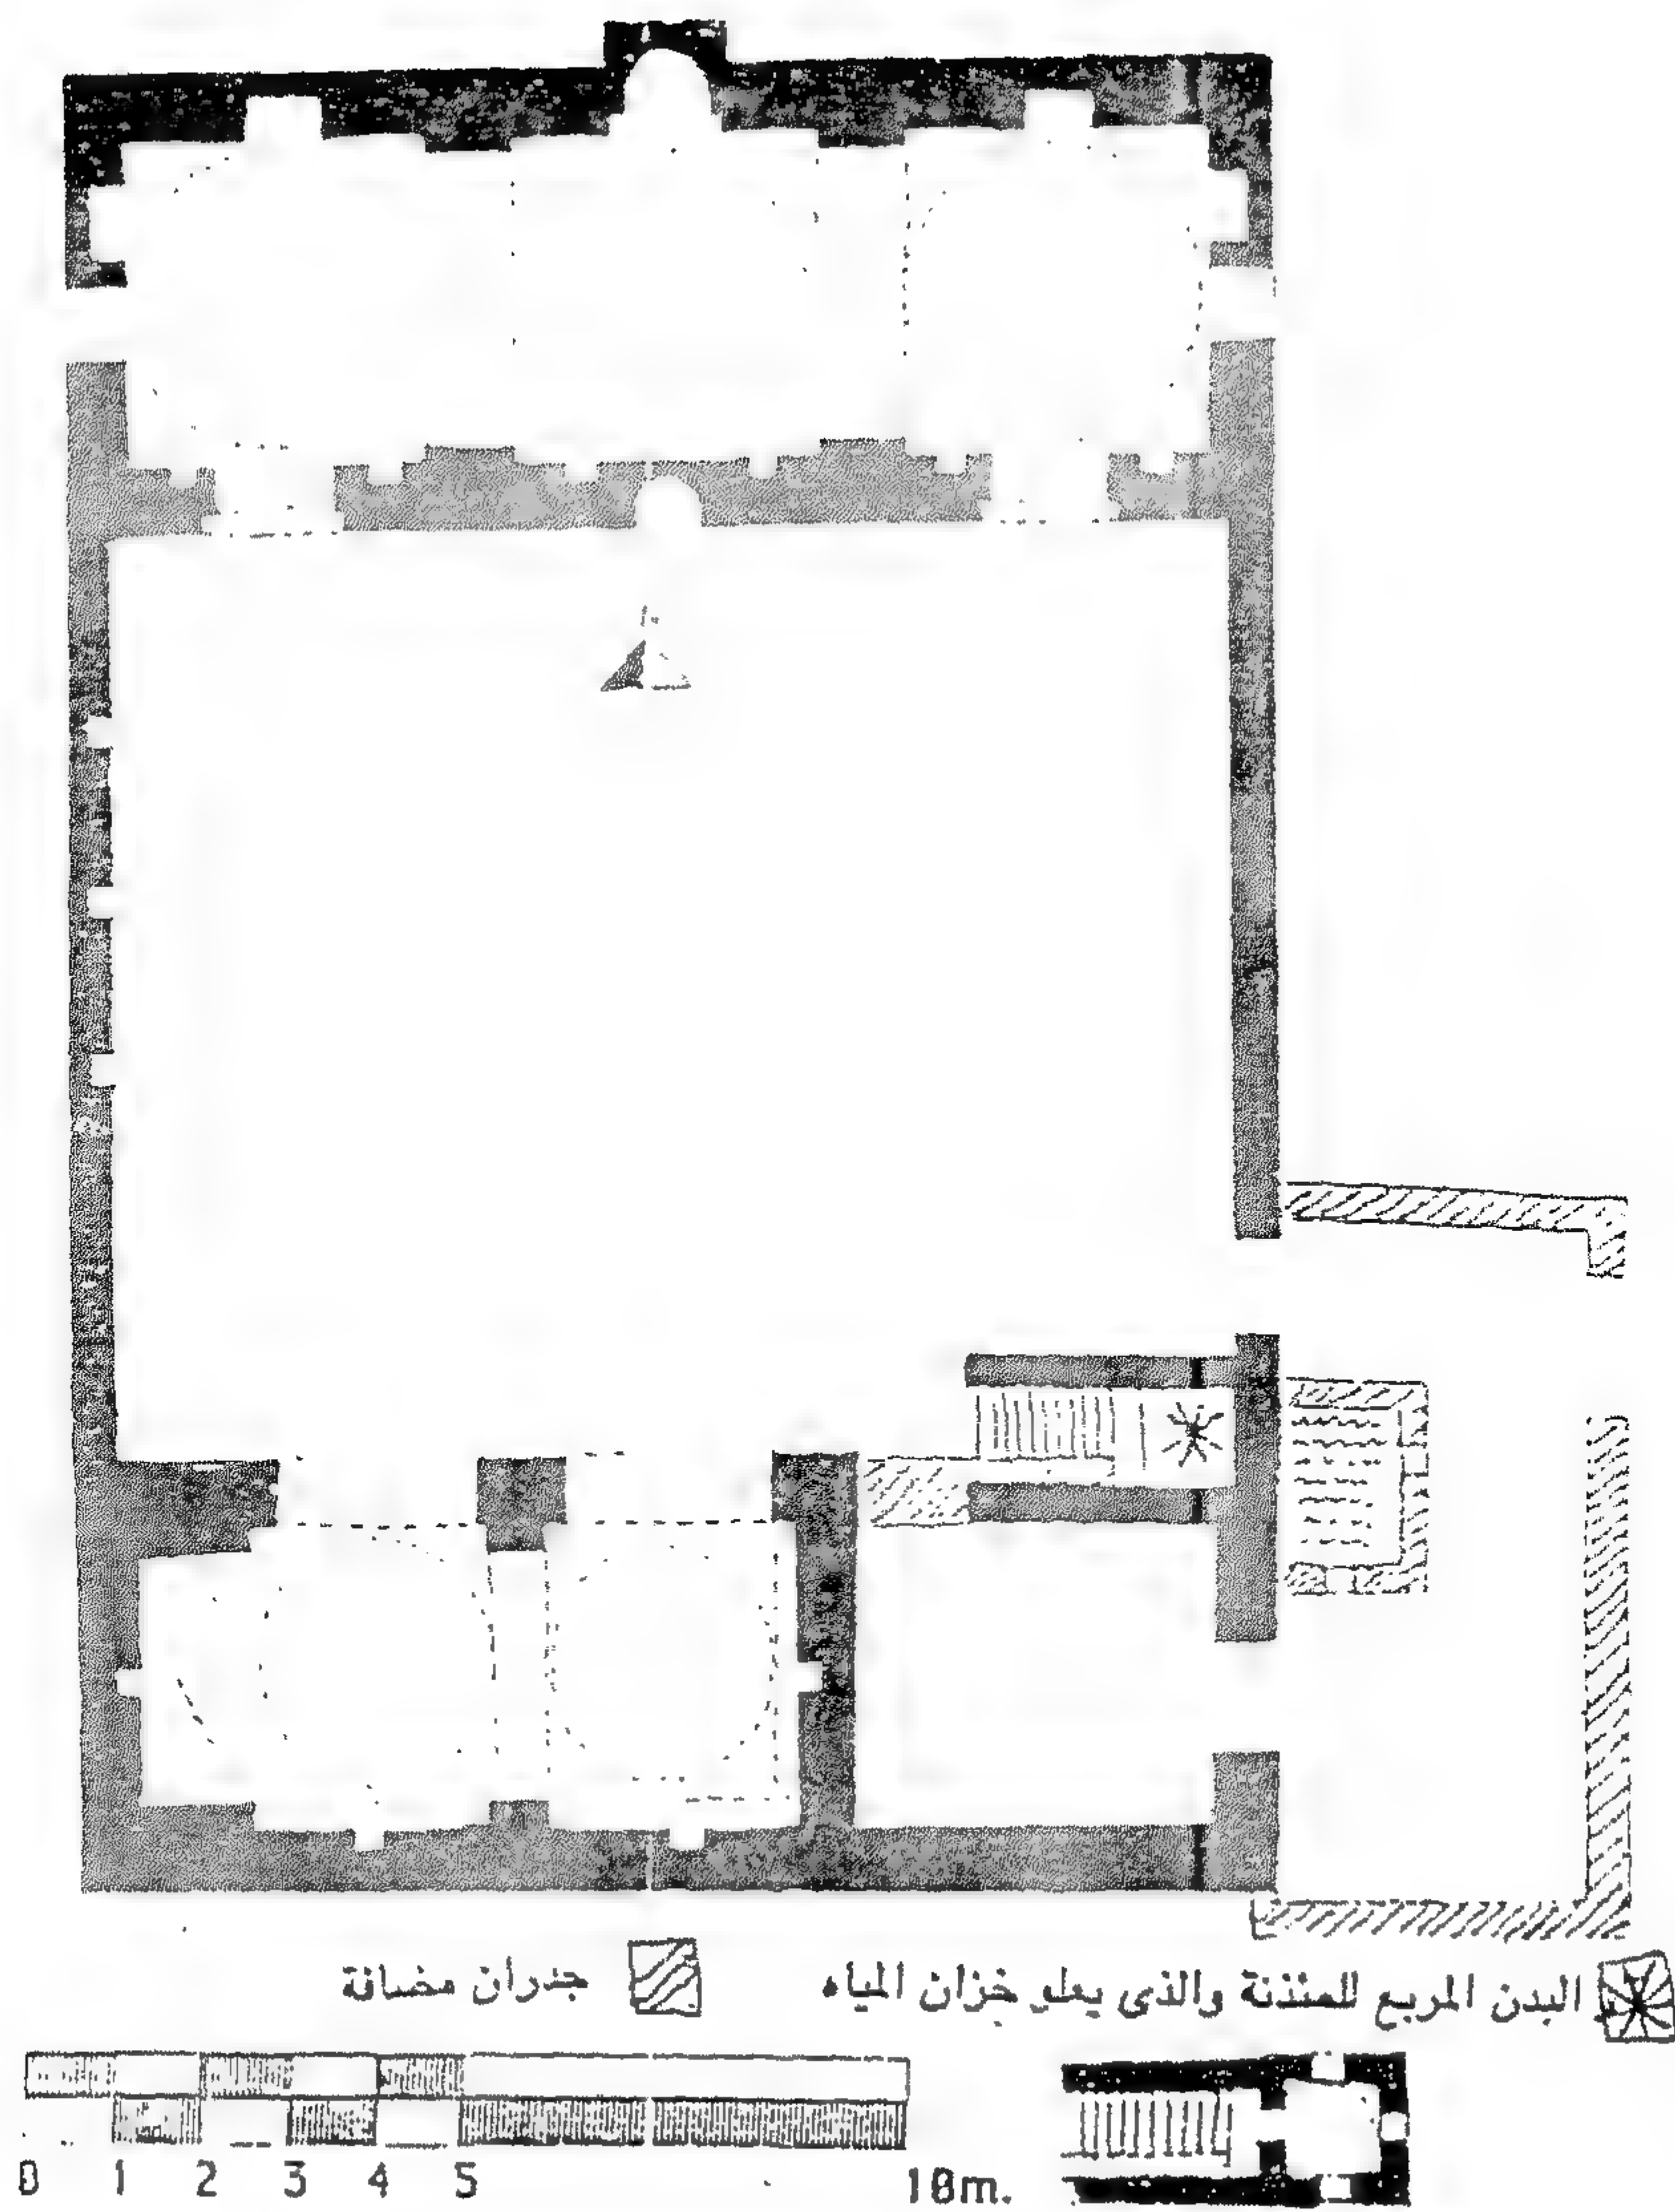 البدن المربع للمئذنة والذى يعلو خزان المياه
جدران مضافة
0 1 2 3 4 5 10m.